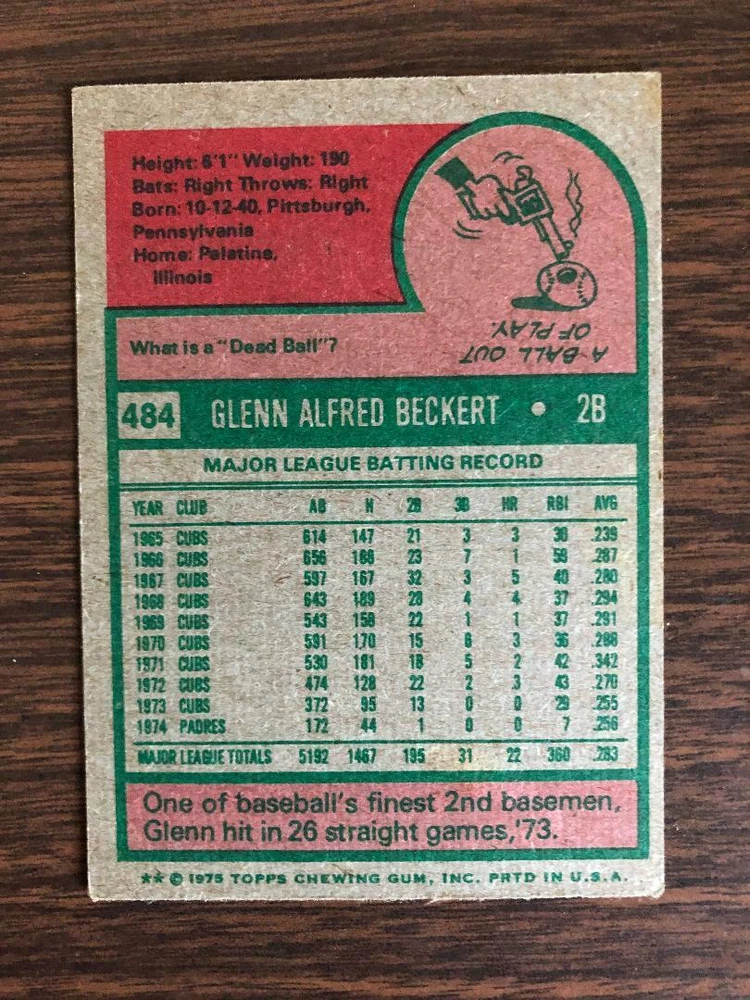 Height: 6'1" Weight: 190
Bats: Right Throws: Right
Born: 10-12-40, Pittsburgh,
Pennsylvania
Home: Palatine,
Illinois
What is a "Dead Ball"?
A BALL OUT
OF PLAY.
484 GLENN ALFRED BECKERT • 2B
MAJOR LEAGUE BATTING RECORD
YEAR CLUB AB H 2B 3B HR RBI AVG
1965 CUBS 614 147 21 3 3 30 .239
1966 CUBS 656 188 23 7 1 59 .287
1967 CUBS 597 167 32 3 5 40 .280
1968 CUBS 643 189 28 4 4 37 .294
1969 CUBS 543 158 22 1 1 37 .291
1970 CUBS 591 170 15 6 3 36 .288
1971 CUBS 530 181 18 5 2 42 .342
1972 CUBS 474 128 22 2 3 43 .270
1973 CUBS 372 95 13 0 0 29 .255
1974 PADRES 172 44 1 0 0 7 .256
MAJOR LEAGUE TOTALS 5192 1467 195 31 22 360 .283
One of baseball's finest 2nd basemen,
Glenn hit in 26 straight games,'73.
** © 1975 TOPPS CHEWING GUM, INC. PRTD IN U.S.A.